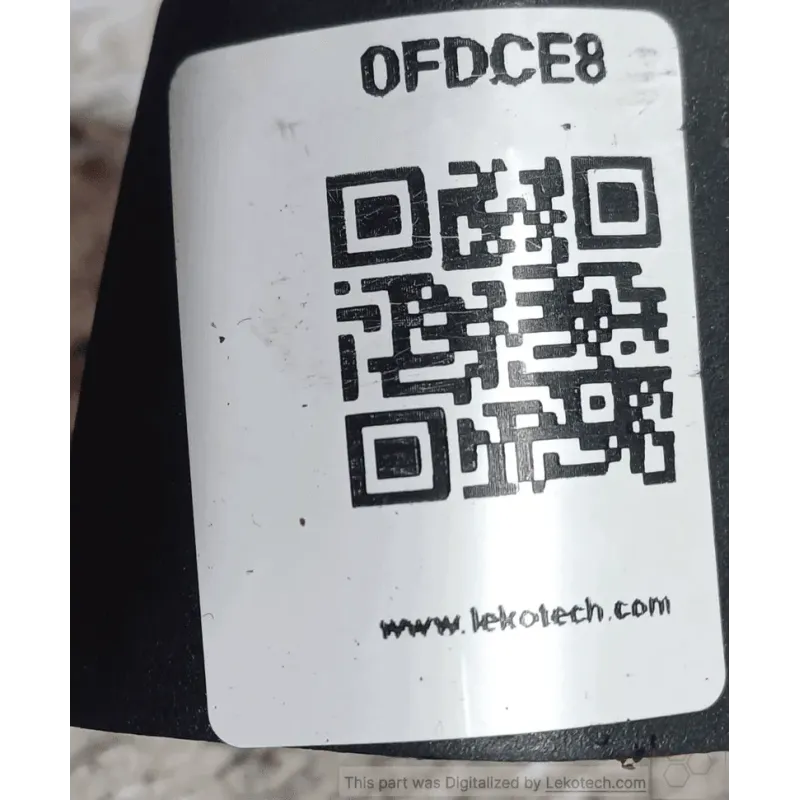 0FDCE8
www.lekotech.com
This part was Digitalized by Lekotech.com